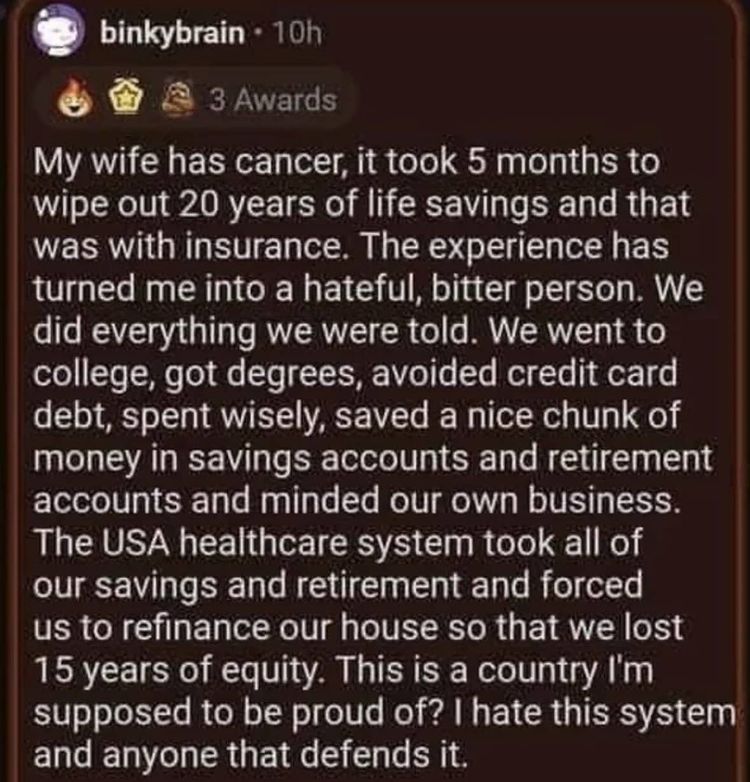 binkybrain · 10h
3 Awards
My wife has cancer, it took 5 months to
wipe out 20 years of life savings and that
was with insurance. The experience has
turned me into a hateful, bitter person. We
did everything we were told. We went to
college, got degrees, avoided credit card
debt, spent wisely, saved a nice chunk of
money in savings accounts and retirement
accounts and minded our own business.
The USA healthcare system took all of
our savings and retirement and forced
us to refinance our house so that we lost
15 years of equity. This is a country I'm
supposed to be proud of? I hate this system
and anyone that defends it.